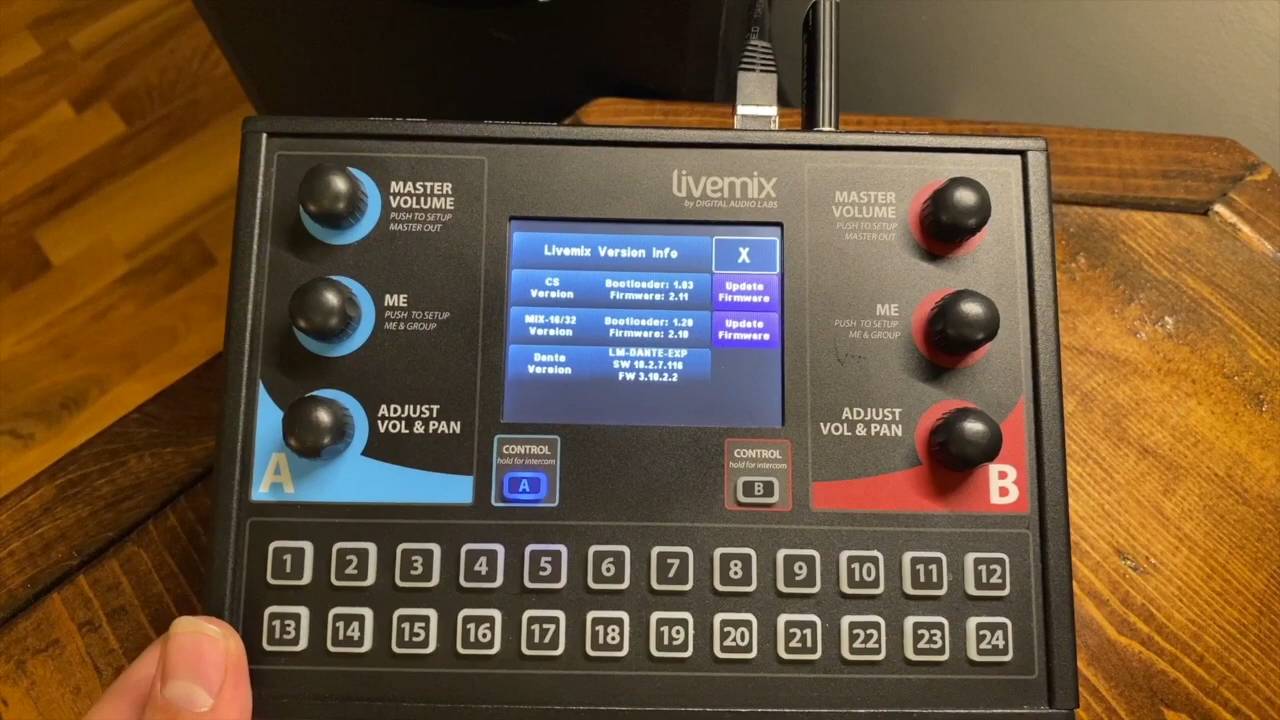 MASTER
VOLUME
PUSH TO SETUP
MASTER OUT
ME
PUSH TO SETUP
ME & GROUP
ADJUST
VOL & PAN
A
livemix
by DIGITAL AUDIO LABS
Livemix Version Info
X
CS
Version
Bootloader: 1.03
Firmware: 2.11
Update
Firmware
MIX-16/32
Version
Bootloader: 1.20
Firmware: 2.10
Update
Firmware
Dante
Version
LM-DANTE-EXP
SW 10.2.7.116
FW 3.10.2.2
CONTROL
hold for intercom
A
CONTROL
hold for intercom
B
MASTER
VOLUME
PUSH TO SETUP
MASTER OUT
ME
PUSH TO SETUP
ME & GROUP
ADJUST
VOL & PAN
B
1 2 3 4 5 6 7 8 9 10 11 12
13 14 15 16 17 18 19 20 21 22 23 24